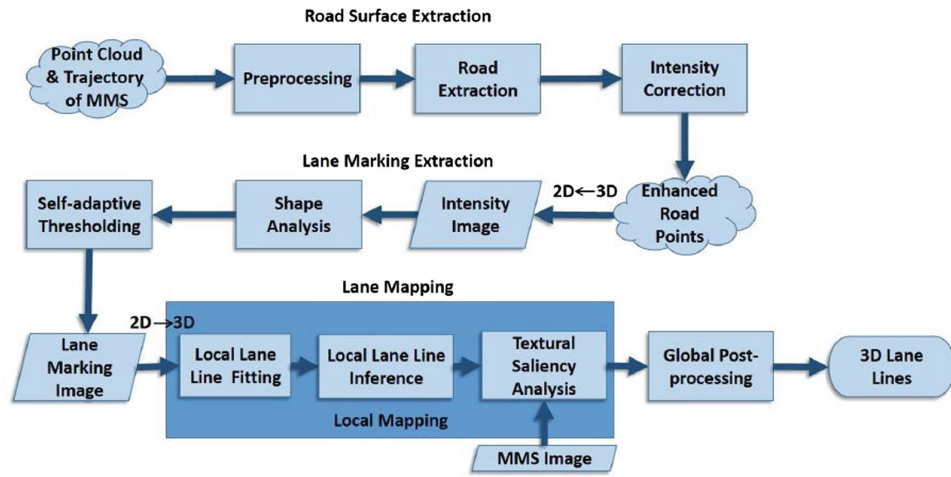 Road Surface Extraction
Point Cloud
& Trajectory
of MMS
Preprocessing
Road
Extraction
Intensity
Correction
Lane Marking Extraction
2D←3D
Enhanced
Road
Points
Intensity
Image
Shape
Analysis
Self-adaptive
Thresholding
Lane Mapping
2D→3D
Lane
Marking
Image
Local Lane
Line Fitting
Local Lane Line
Inference
Textural
Saliency
Analysis
Global Post-
processing
3D Lane
Lines
Local Mapping
MMS Image